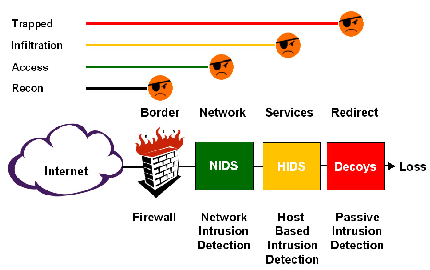 Trapped
Infiltration
Access
Recon
Border Network Services Redirect
Internet
NIDS
HIDS
Decoys
Loss
Firewall
Network
Intrusion
Detection
Host
Based
Intrusion
Detection
Passive
Intrusion
Detection